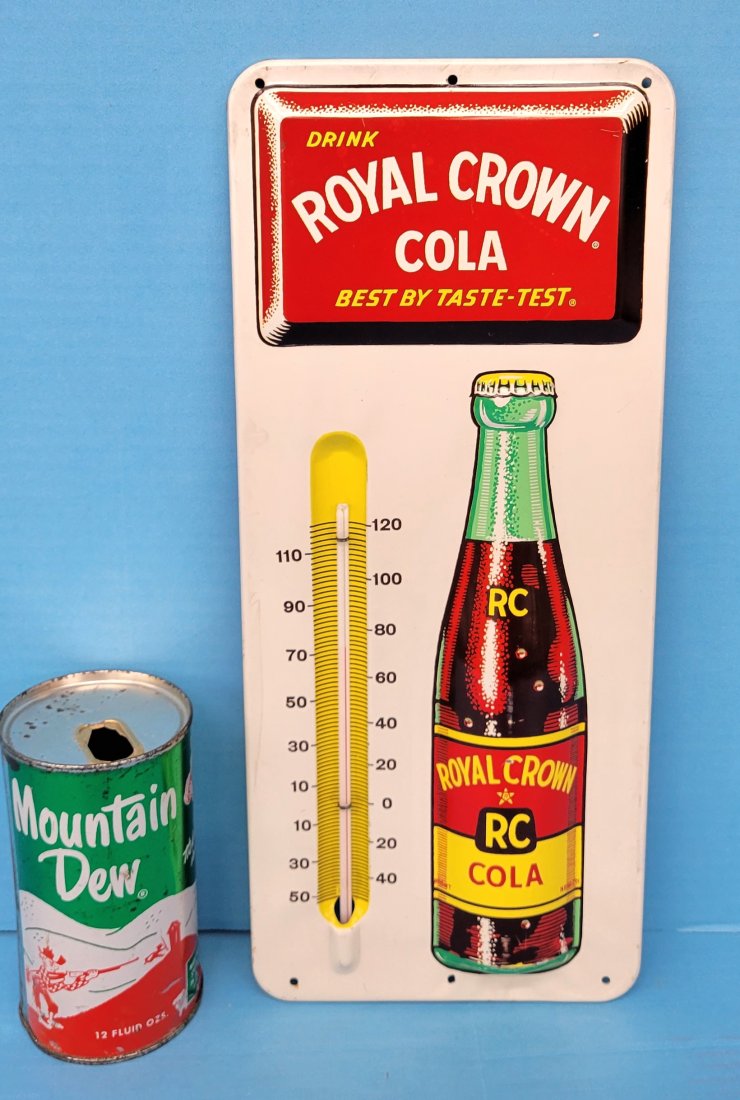 DRINK
ROYAL CROWN®
COLA
BEST BY TASTE-TEST®
120
110
100
90
80
70
60
50
40
30
20
10
0
10
20
30
40
50
RC
ROYAL CROWN
RC
COLA
Mountain
Dew®
12 FLUID OZS.